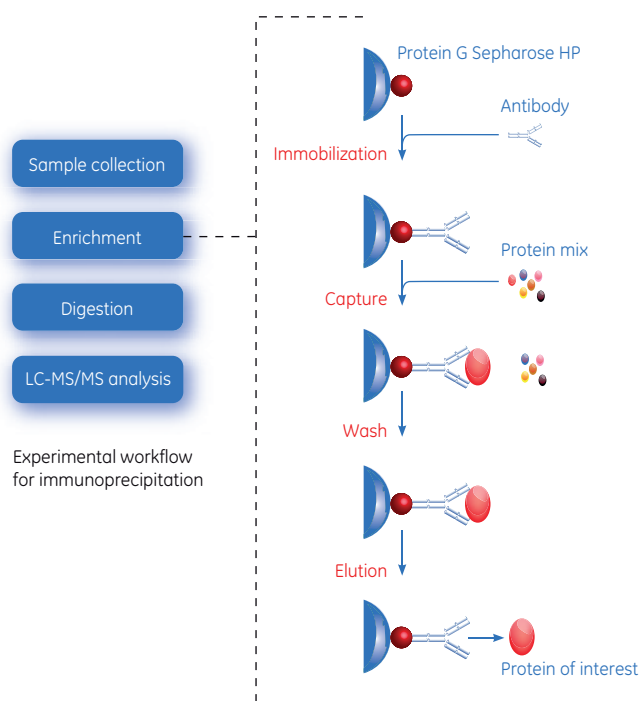 Sample collection
Enrichment
Digestion
LC-MS/MS analysis
Experimental workflow
for immunoprecipitation
Protein G Sepharose HP
Antibody
Immobilization
Protein mix
Capture
Wash
Elution
Protein of interest